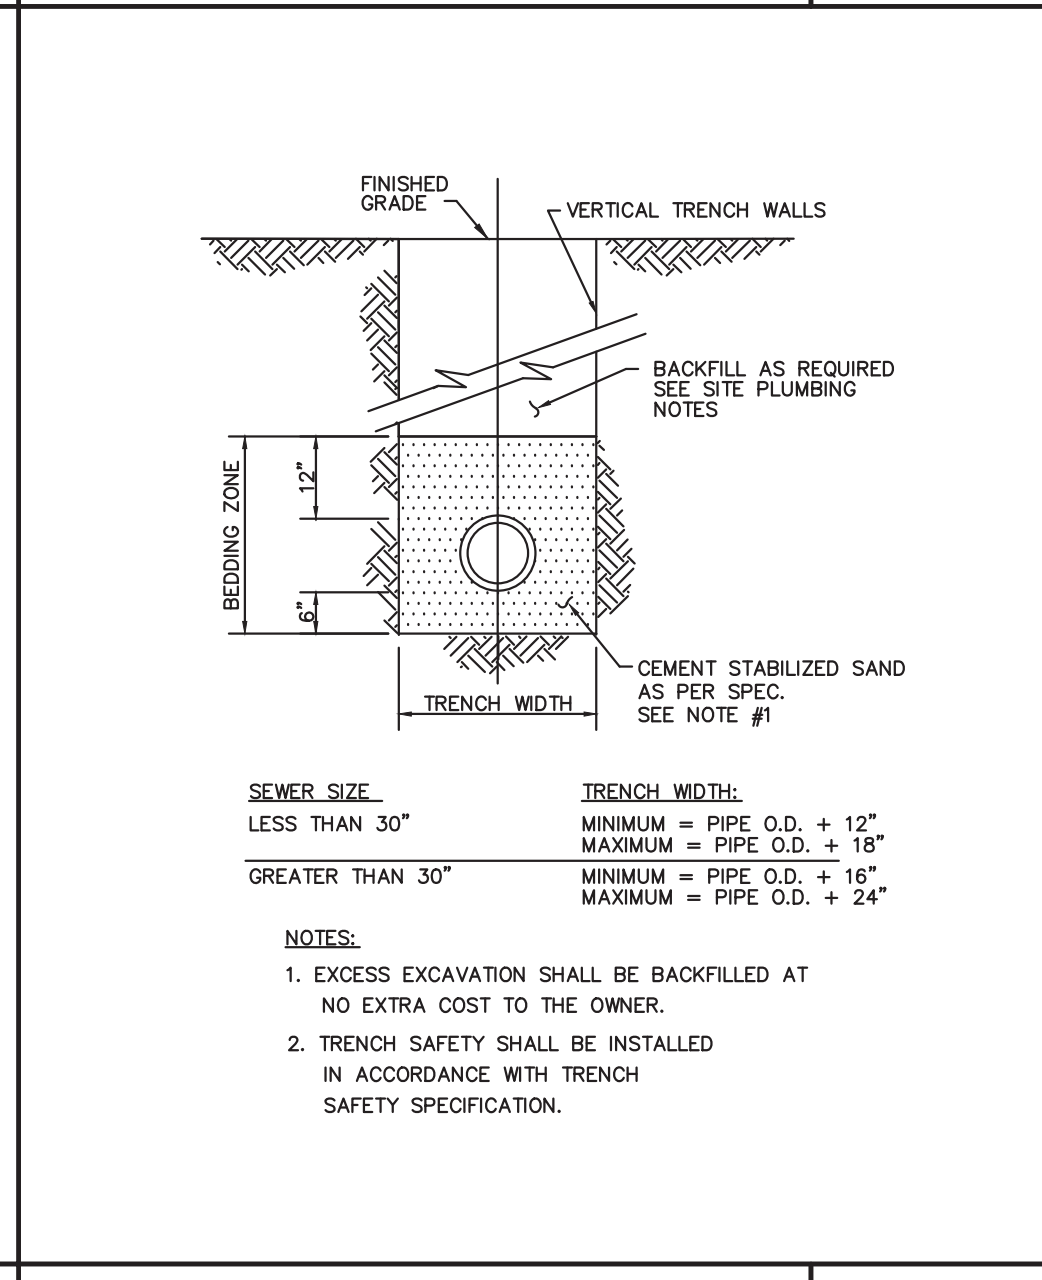 FINISHED
GRADE
VERTICAL TRENCH WALLS
BACKFILL AS REQUIRED
SEE SITE PLUMBING
NOTES
BEDDING ZONE
12"
6"
CEMENT STABILIZED SAND
AS PER SPEC.
SEE NOTE #1
TRENCH WIDTH
SEWER SIZE
TRENCH WIDTH:
LESS THAN 30"
MINIMUM = PIPE O.D. + 12"
MAXIMUM = PIPE O.D. + 18"
GREATER THAN 30"
MINIMUM = PIPE O.D. + 16"
MAXIMUM = PIPE O.D. + 24"
NOTES:
1. EXCESS EXCAVATION SHALL BE BACKFILLED AT
NO EXTRA COST TO THE OWNER.
2. TRENCH SAFETY SHALL BE INSTALLED
IN ACCORDANCE WITH TRENCH
SAFETY SPECIFICATION.